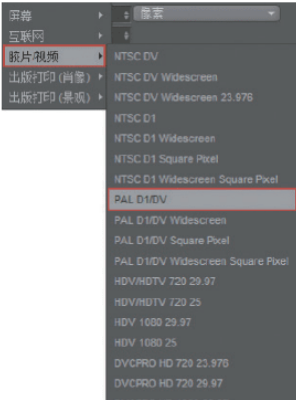 屏幕
像素
互联网
胶片/视频
出版打印 (肖像)
出版打印 (景观)
NTSC DV
NTSC DV Widescreen
NTSC DV Widescreen 23.976
NTSC D1
NTSC D1 Widescreen
NTSC D1 Square Pixel
NTSC D1 Widescreen Square Pixel
PAL D1/DV
PAL D1/DV Widescreen
PAL D1/DV Square Pixel
PAL D1/DV Widescreen Square Pixel
HDV/HDTV 720 29.97
HDV/HDTV 720 25
HDV 1080 29.97
HDV 1080 25
DVCPRO HD 720 23.976
DVCPRO HD 720 29.97